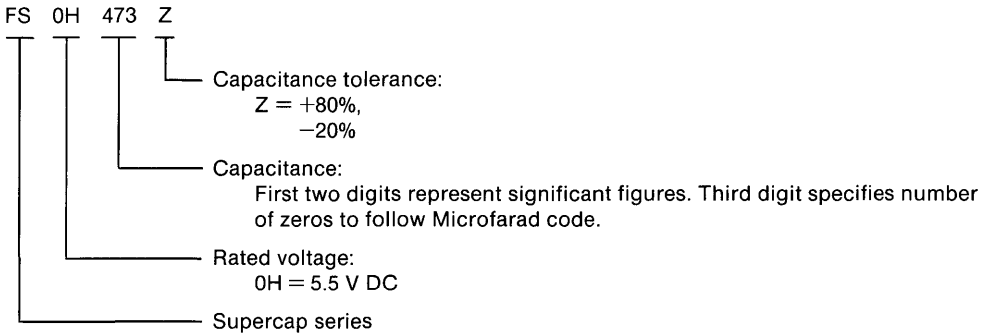 FS 0H 473 Z
Capacitance tolerance:
Z = +80%,
−20%
Capacitance:
First two digits represent significant figures. Third digit specifies number
of zeros to follow Microfarad code.
Rated voltage:
0H = 5.5 V DC
Supercap series